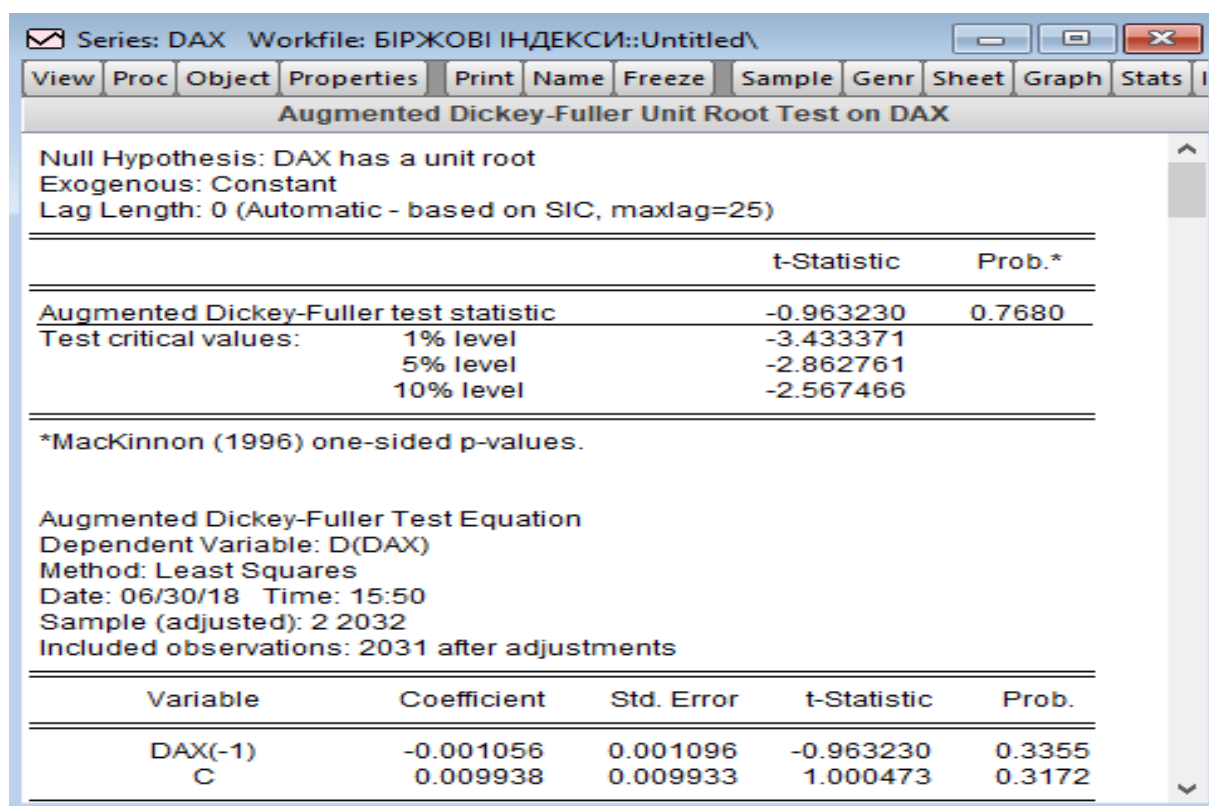 Series: DAX Workfile: БІРЖОВІ ІНДЕКСИ::Untitled\
View Proc Object Properties Print Name Freeze Sample Genr Sheet Graph Stats
Augmented Dickey-Fuller Unit Root Test on DAX
Null Hypothesis: DAX has a unit root
Exogenous: Constant
Lag Length: 0 (Automatic - based on SIC, maxlag=25)
t-Statistic Prob.*
Augmented Dickey-Fuller test statistic -0.963230 0.7680
Test critical values: 1% level -3.433371
5% level -2.862761
10% level -2.567466
*MacKinnon (1996) one-sided p-values.
Augmented Dickey-Fuller Test Equation
Dependent Variable: D(DAX)
Method: Least Squares
Date: 06/30/18 Time: 15:50
Sample (adjusted): 2 2032
Included observations: 2031 after adjustments
Variable Coefficient Std. Error t-Statistic Prob.
DAX(-1) -0.001056 0.001096 -0.963230 0.3355
C 0.009938 0.009933 1.000473 0.3172